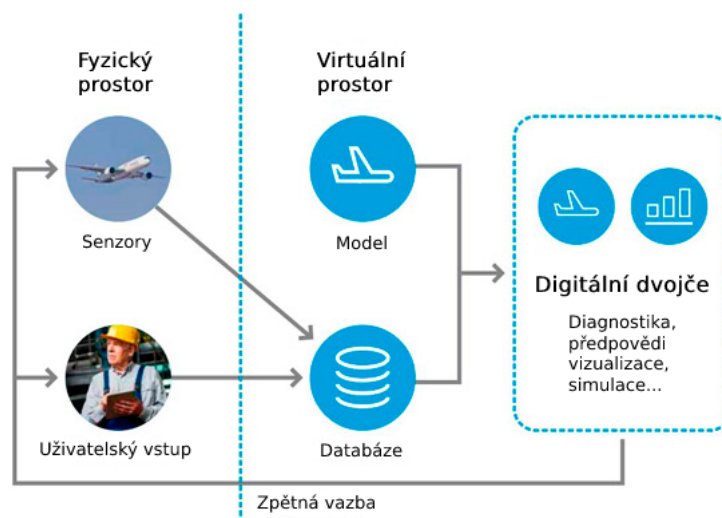 Fyzický
prostor
Virtuální
prostor
Senzory
Model
Digitální dvojče
Diagnostika,
předpovědi
vizualizace,
simulace...
Uživatelský vstup
Databáze
Zpětná vazba